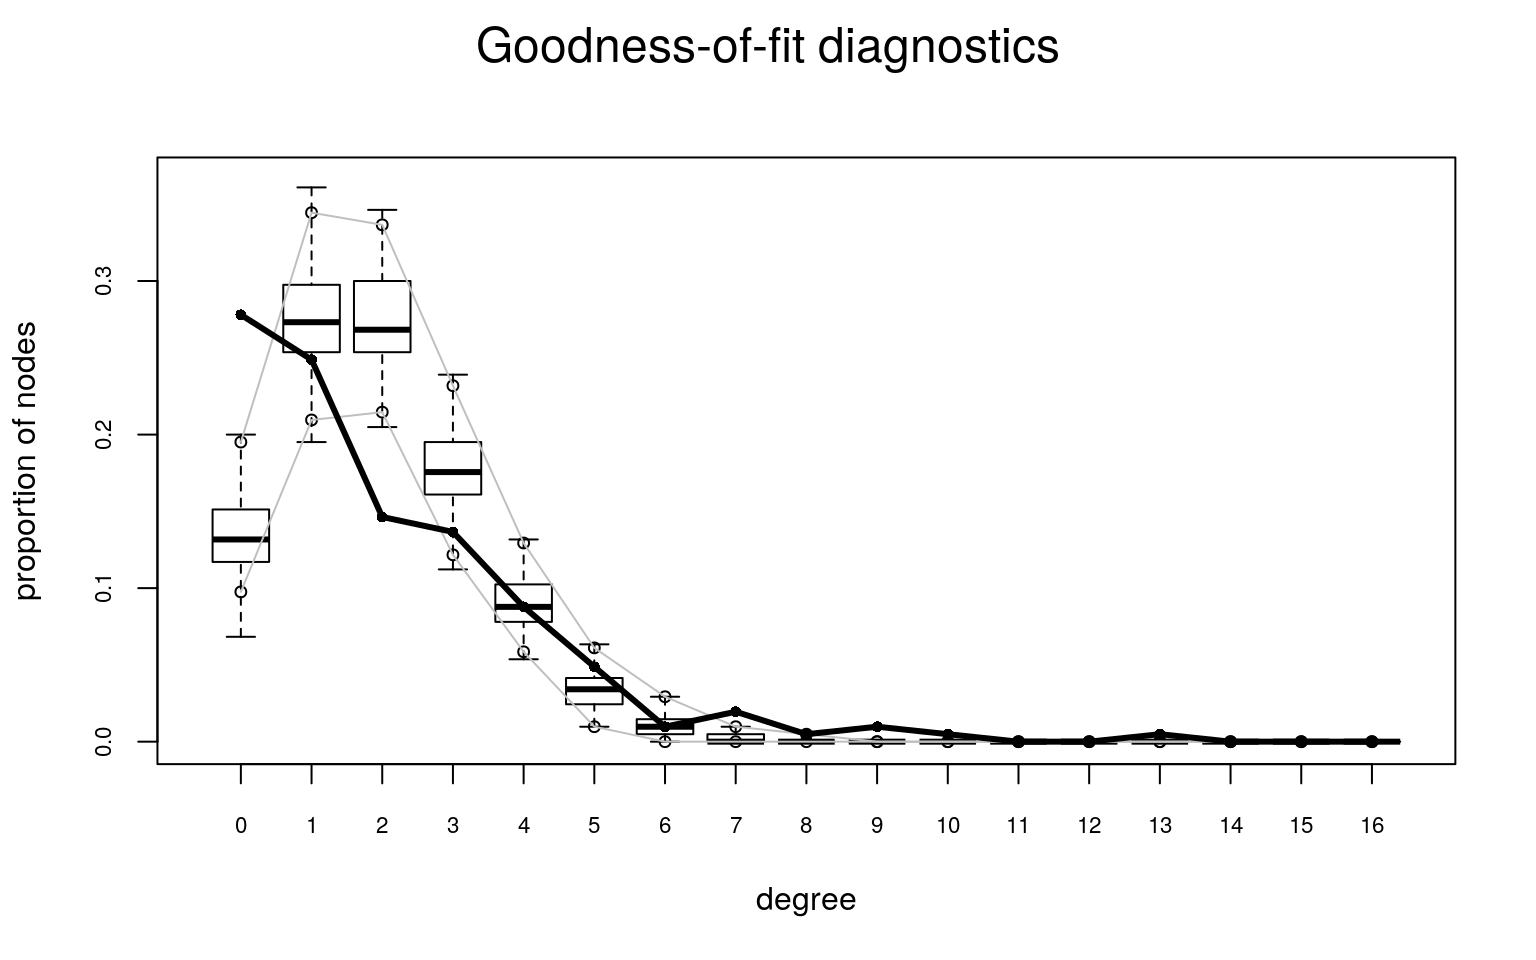 Goodness-of-fit diagnostics
proportion of nodes
0.3
0.2
0.1
0.0
0 1 2 3 4 5 6 7 8 9 10 11 12 13 14 15 16
degree